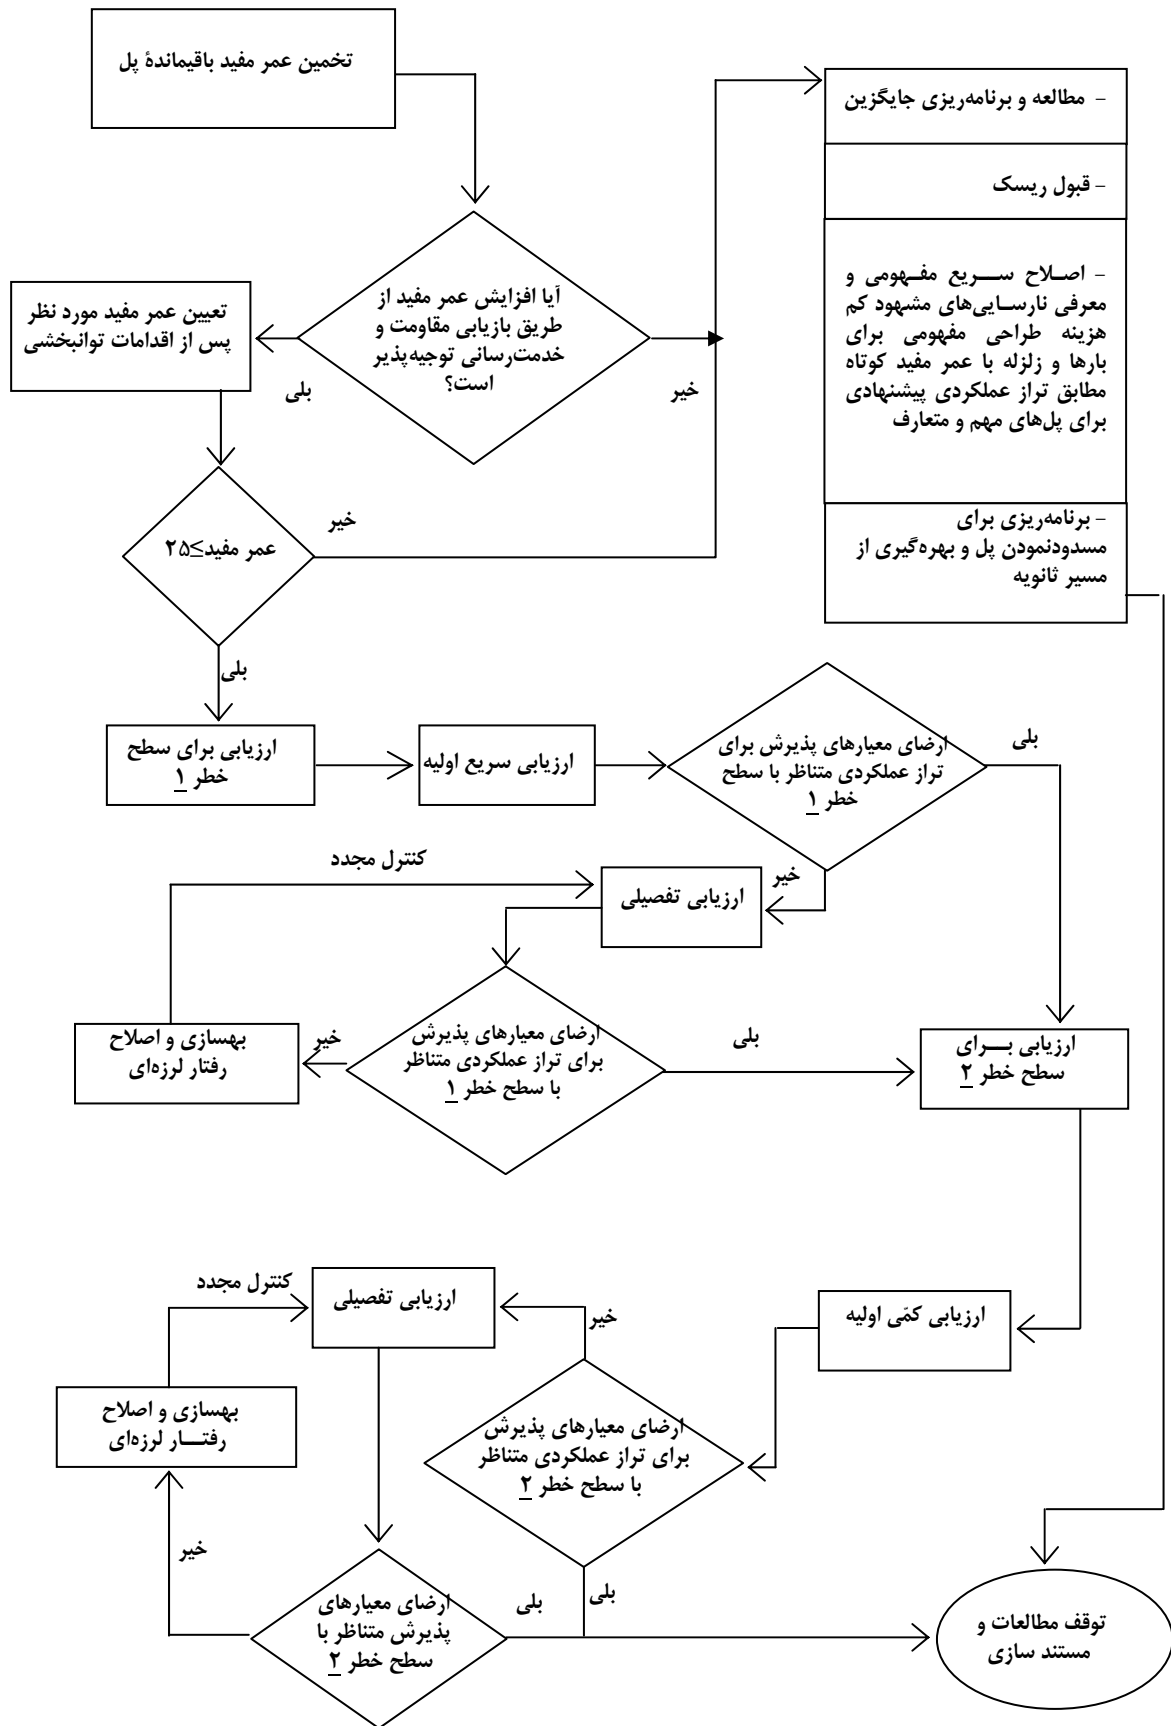 تخمین عمر مفید باقیماندهٔ پل
- مطالعه و برنامه‌ریزی جایگزین
- قبول ریسک
- اصلاح سریع مفهومی و
معرفی نارسایی‌های مشهود کم
هزینه طراحی مفهومی برای
بارها و زلزله با عمر مفید کوتاه
مطابق تراز عملکردی پیشنهادی
برای پل‌های مهم و متعارف
- برنامه‌ریزی برای
مسدودنمودن پل و بهره‌گیری از
مسیر ثانویه
آیا افزایش عمر مفید از
طریق بازیابی مقاومت و
خدمت‌رسانی توجیه‌پذیر
است؟
خیر
بلی
تعیین عمر مفید مورد نظر
پس از اقدامات توانبخشی
عمر مفید≥۲۵
خیر
بلی
ارزیابی برای سطح
خطر ۱
ارزیابی سریع اولیه
ارضای معیارهای پذیرش برای
تراز عملکردی متناظر با سطح
خطر ۱
بلی
خیر
ارزیابی تفصیلی
کنترل مجدد
ارضای معیارهای پذیرش
برای تراز عملکردی متناظر
با سطح خطر ۱
خیر
بلی
بهسازی و اصلاح
رفتار لرزه‌ای
ارزیابی برای
سطح خطر ۲
ارزیابی کمّی اولیه
ارضای معیارهای پذیرش
برای تراز عملکردی متناظر
با سطح خطر ۲
خیر
بلی
ارزیابی تفصیلی
کنترل مجدد
بهسازی و اصلاح
رفتار لرزه‌ای
خیر
ارضای معیارهای
پذیرش متناظر با
سطح خطر ۲
بلی
توقف مطالعات و
مستند سازی